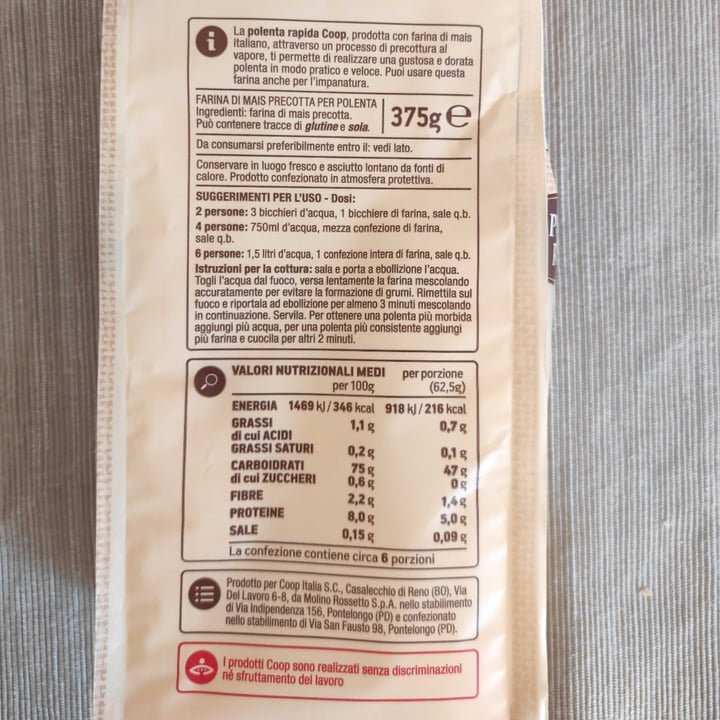 La polenta rapida Coop, prodotta con farina di mais
italiano, attraverso un processo di precottura al
vapore, ti permette di realizzare una gustosa e dorata
polenta in modo pratico e veloce. Puoi usare questa
farina anche per l'impanatura.
FARINA DI MAIS PRECOTTA PER POLENTA
Ingredienti: farina di mais precotta.
Può contenere tracce di glutine e soia.
375g e
Da consumarsi preferibilmente entro il: vedi lato.
Conservare in luogo fresco e asciutto lontano da fonti di
calore. Prodotto confezionato in atmosfera protettiva.
SUGGERIMENTI PER L'USO - Dosi:
2 persone: 3 bicchieri d'acqua, 1 bicchiere di farina, sale q.b.
4 persone: 750ml d'acqua, mezza confezione di farina,
sale q.b.
6 persone: 1,5 litri d'acqua, 1 confezione intera di farina, sale q.b.
Istruzioni per la cottura: sala e porta a ebollizione l'acqua.
Togli l'acqua dal fuoco, versa lentamente la farina mescolando
accuratamente per evitare la formazione di grumi. Rimettila sul
fuoco e riportala ad ebollizione per almeno 3 minuti mescolando
in continuazione. Servila. Per ottenere una polenta più morbida
aggiungi più acqua, per una polenta più consistente aggiungi
più farina e cuocila per altri 2 minuti.
VALORI NUTRIZIONALI MEDI per porzione
per 100g (62,5g)
ENERGIA 1469 kJ/346 kcal 918 kJ/216 kcal
GRASSI 1,1 g 0,7 g
di cui ACIDI
GRASSI SATURI 0,2 g 0,1 g
CARBOIDRATI 75 g 47 g
di cui ZUCCHERI 0,6 g 0 g
FIBRE 2,2 g 1,4 g
PROTEINE 8,0 g 5,0 g
SALE 0,15 g 0,09 g
La confezione contiene circa 6 porzioni
Prodotto per Coop Italia S.C., Casalecchio di Reno (BO), Via
Del Lavoro 6-8, da Molino Rossetto S.p.A. nello stabilimento
di Via Indipendenza 156, Pontelongo (PD) e confezionato
nello stabilimento di Via San Fausto 98, Pontelongo (PD).
I prodotti Coop sono realizzati senza discriminazioni
né sfruttamento del lavoro